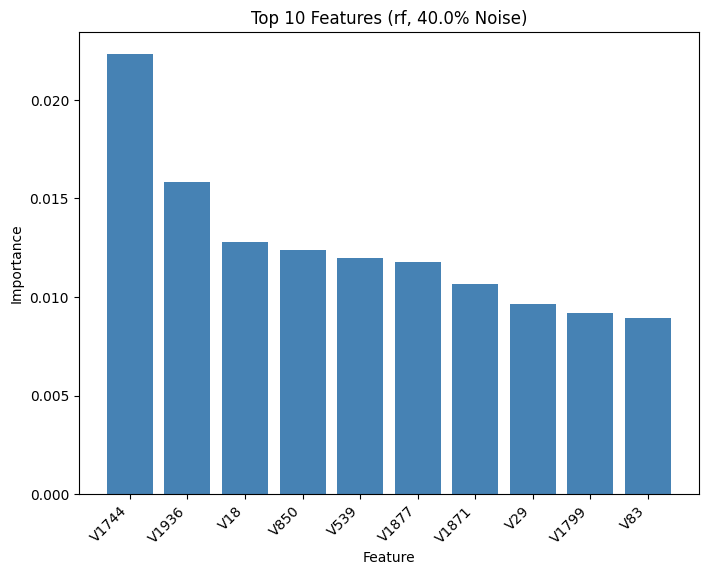 Top 10 Features (rf, 40.0% Noise)
Importance
0.020
0.015
0.010
0.005
0.000
V1744
V1936
V18
V850
V539
V1877
V1871
V29
V1799
V83
Feature